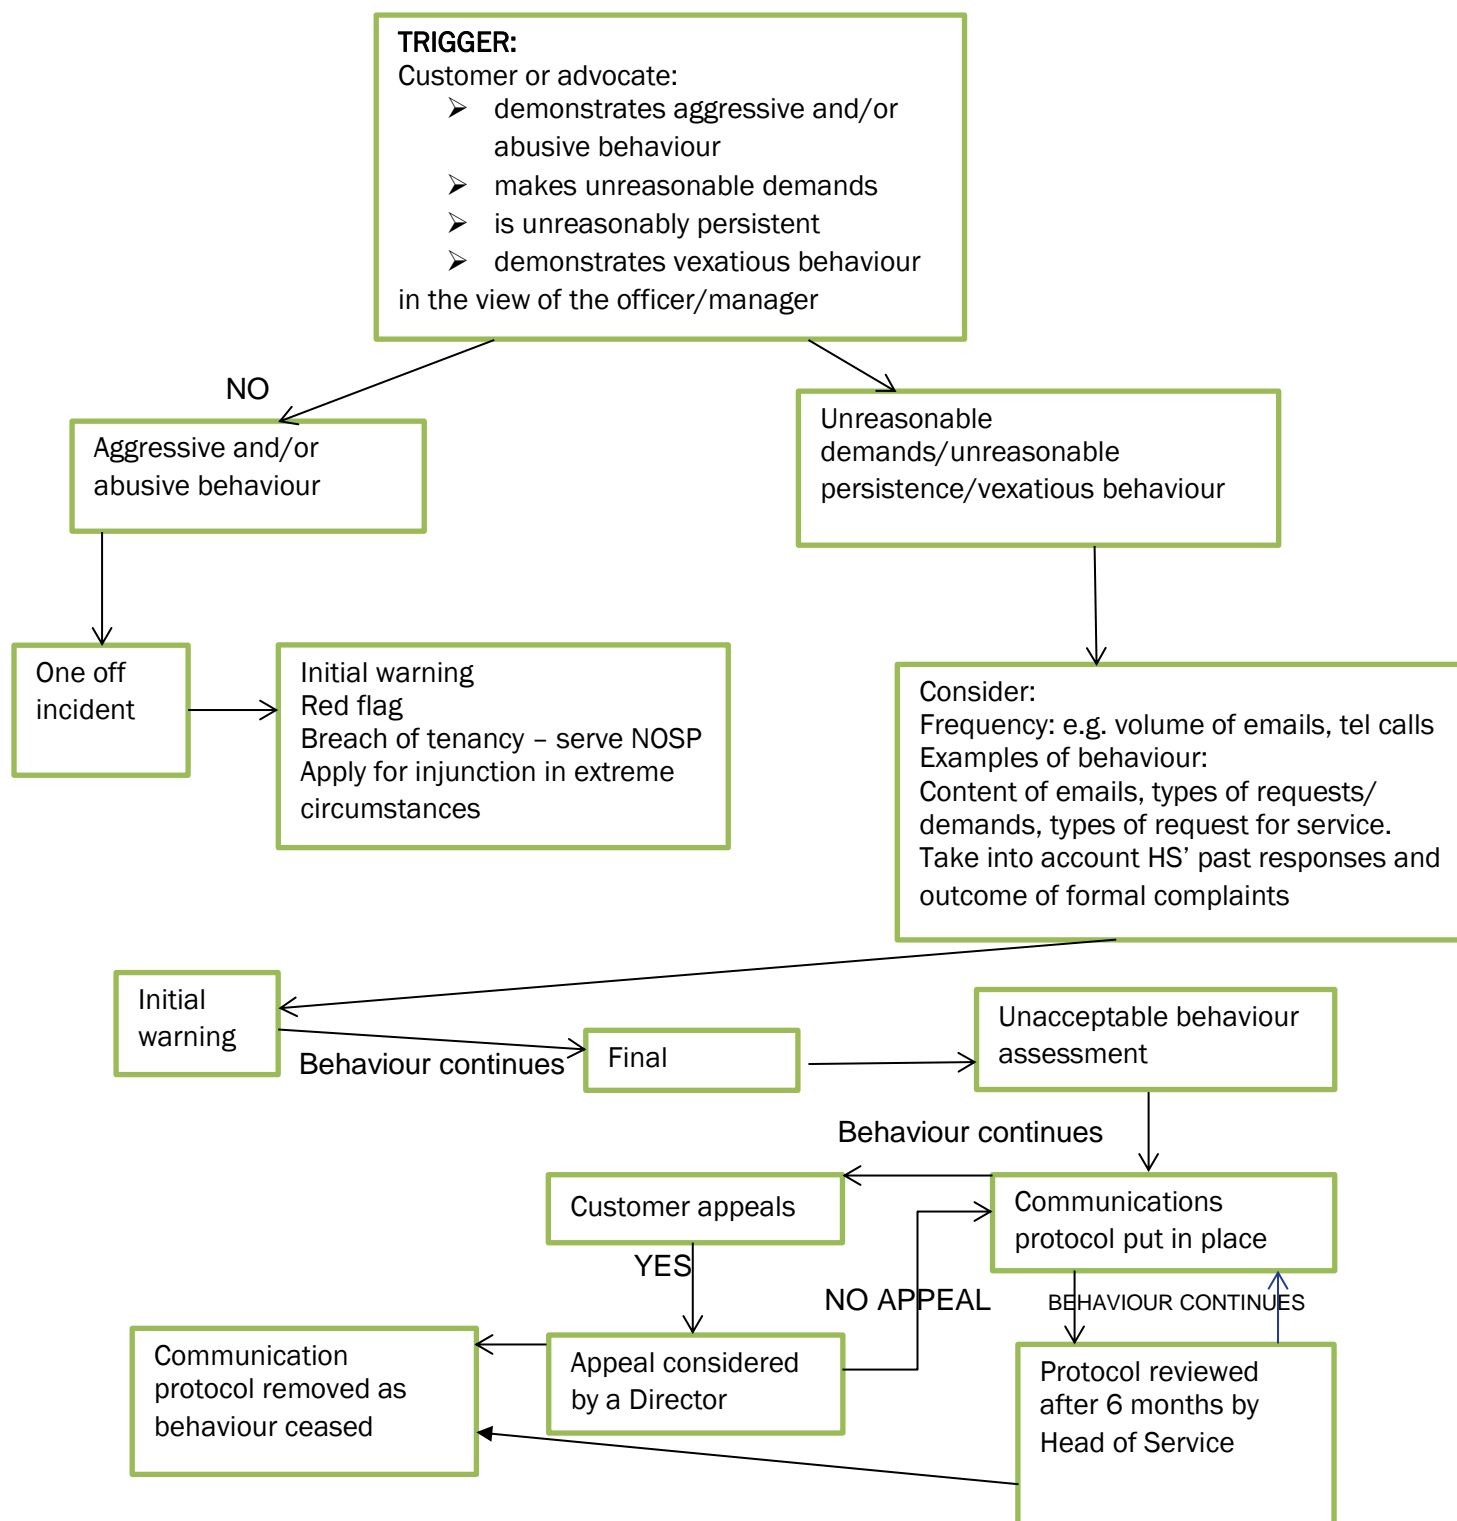 TRIGGER:
Customer or advocate:
➢ demonstrates aggressive and/or
abusive behaviour
➢ makes unreasonable demands
➢ is unreasonably persistent
➢ demonstrates vexatious behaviour
in the view of the officer/manager
NO
Aggressive and/or
abusive behaviour
Unreasonable
demands/unreasonable
persistence/vexatious behaviour
One off
incident
Initial warning
Red flag
Breach of tenancy – serve NOSP
Apply for injunction in extreme
circumstances
Consider:
Frequency: e.g. volume of emails, tel calls
Examples of behaviour:
Content of emails, types of requests/
demands, types of request for service.
Take into account HS’ past responses and
outcome of formal complaints
Initial
warning
Behaviour continues
Final
Unacceptable behaviour
assessment
Behaviour continues
Customer appeals
Communications
protocol put in place
YES
NO APPEAL
BEHAVIOUR CONTINUES
Communication
protocol removed as
behaviour ceased
Appeal considered
by a Director
Protocol reviewed
after 6 months by
Head of Service